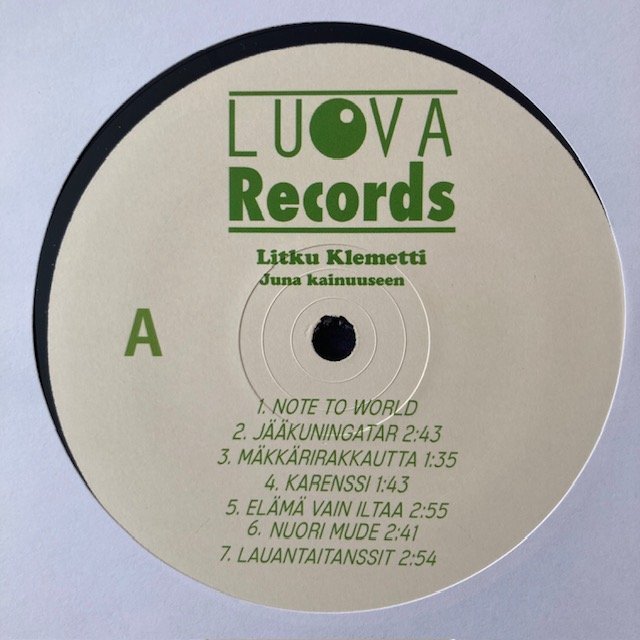 LUOVA
Records
Litku Klemetti
Juna kainuuseen
A
1. NOTE TO WORLD
2. JÄÄKUNINGATAR 2:43
3. MÄKKÄRIRAKKAUTTA 1:35
4. KARENSSI 1:43
5. ELÄMÄ VAIN ILTAA 2:55
6. NUORI MUDE 2:41
7. LAUANTAITANSSIT 2:54